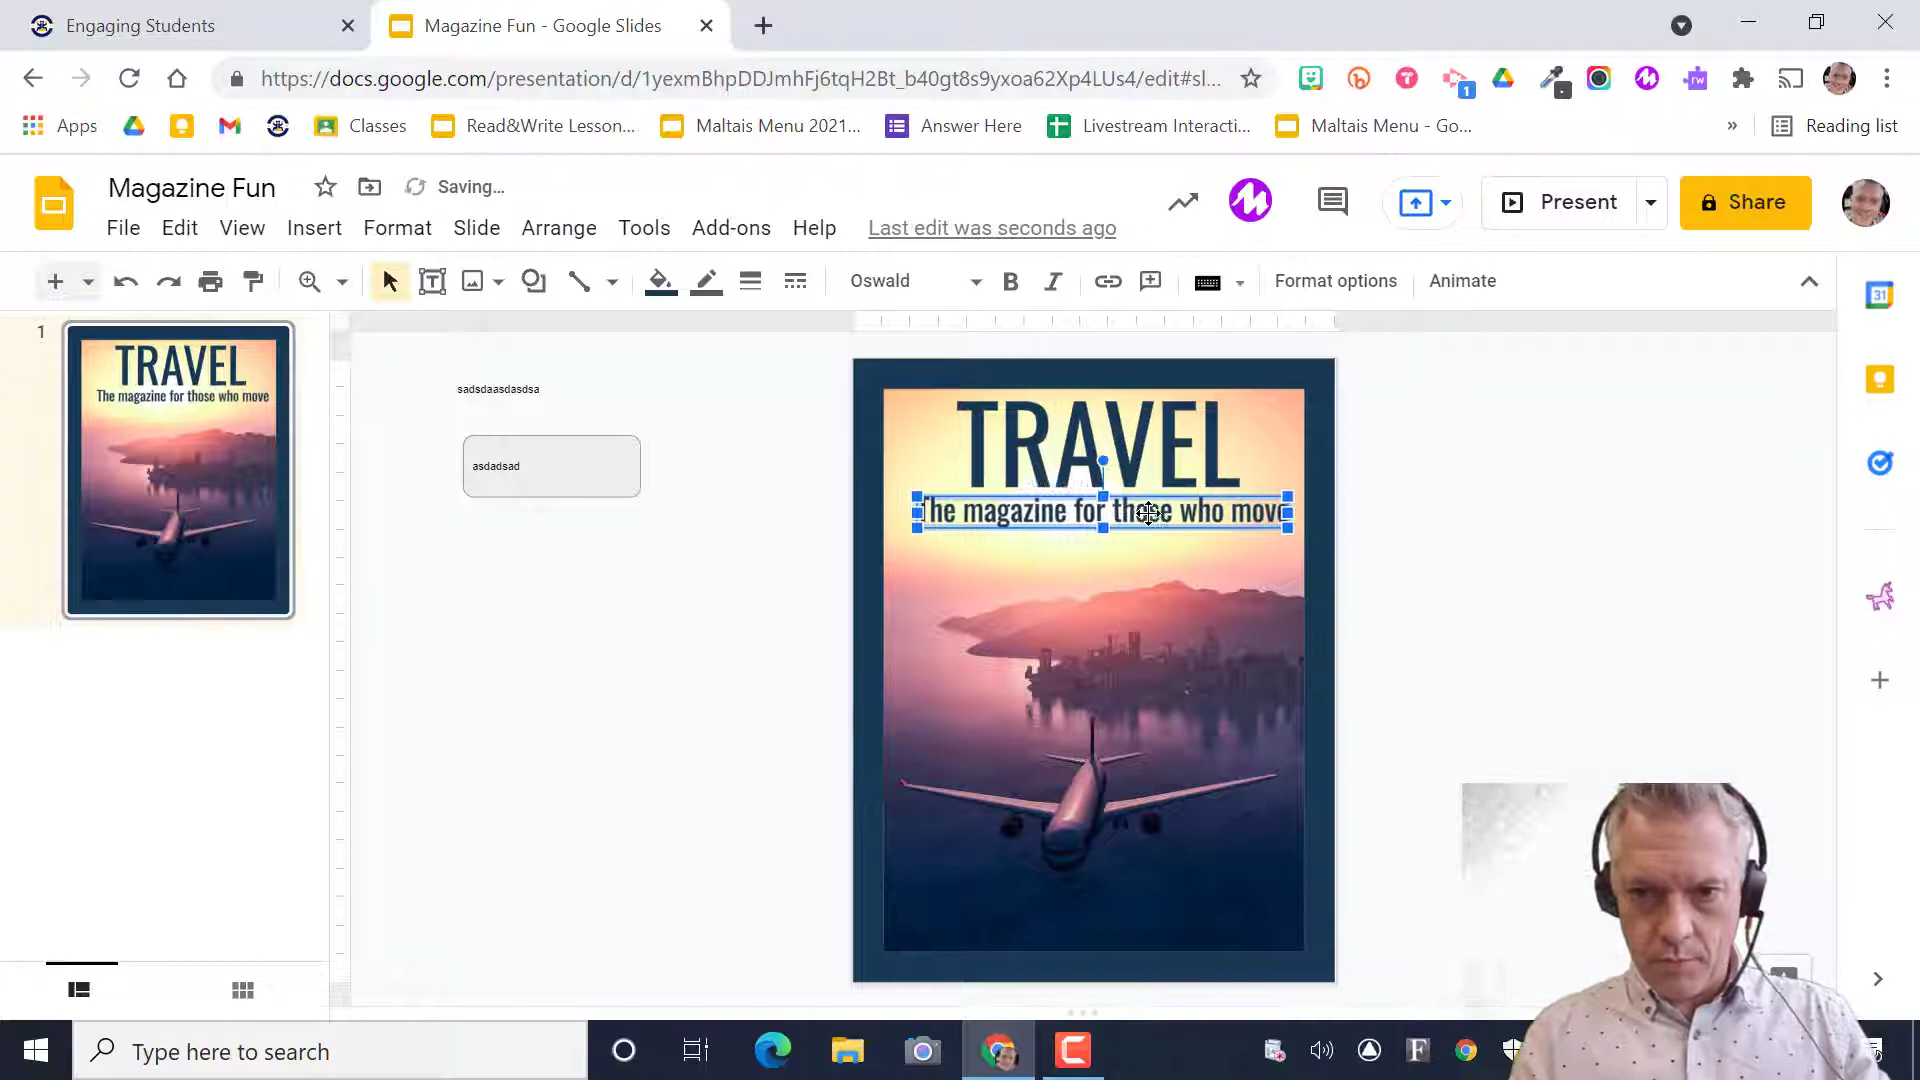 Engaging Students
Magazine Fun - Google Slides
https://docs.google.com/presentation/d/1yexmBhpDDJmhFj6tqH2Bt_b40gt8s9yxoa62Xp4LUs4/edit#sl...
1
Apps
Classes
Read&Write Lesson...
Maltais Menu 2021...
Answer Here
Livestream Interacti...
Maltais Menu - Go...
»
Reading list
Magazine Fun
Saving...
Present
Share
File Edit View Insert Format Slide Arrange Tools Add-ons Help
Last edit was seconds ago
Oswald
B
I
Format options
Animate
31
1
TRAVEL
The magazine for those who move
sadsdaasdasdsa
asdadsad
TRAVEL
The magazine for those who move
Type here to search